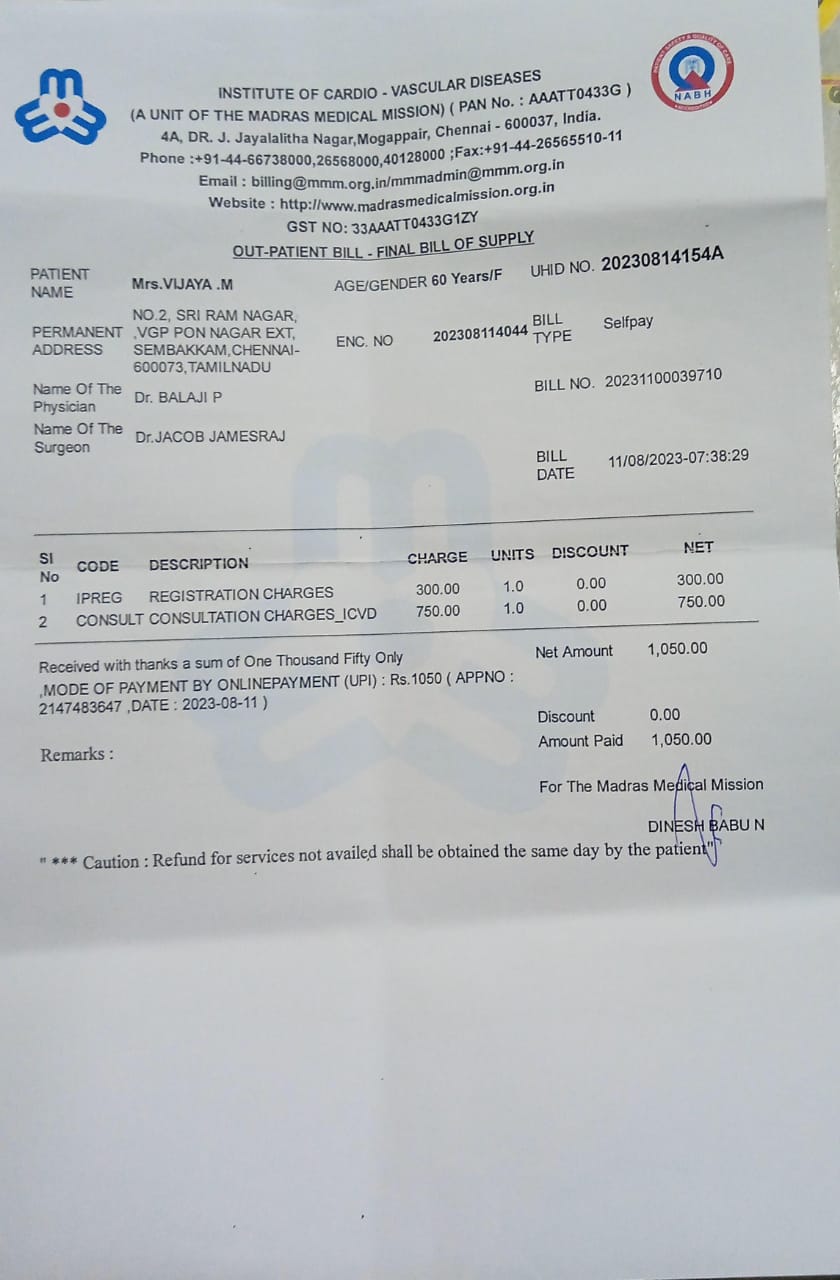 INSTITUTE OF CARDIO - VASCULAR DISEASES
(A UNIT OF THE MADRAS MEDICAL MISSION) ( PAN No. : AAATT0433G )
4A, DR. J. Jayalalitha Nagar,Mogappair, Chennai - 600037, India.
Phone :+91-44-66738000,26568000,40128000 ;Fax:+91-44-26565510-11
Email : billing@mmm.org.in/mmmadmin@mmm.org.in
Website : http://www.madrasmedicalmission.org.in
GST NO: 33AAATT0433G1ZY
NABH
OUT-PATIENT BILL - FINAL BILL OF SUPPLY
PATIENT NAME Mrs.VIJAYA .M AGE/GENDER 60 Years/F UHID NO. 20230814154A
PERMANENT ADDRESS
NO.2, SRI RAM NAGAR,
,VGP PON NAGAR EXT,
SEMBAKKAM,CHENNAI-
600073,TAMILNADU
ENC. NO 202308114044 BILL TYPE Selfpay
Name Of The Physician Dr. BALAJI P BILL NO. 20231100039710
Name Of The Surgeon Dr.JACOB JAMESRAJ
BILL DATE 11/08/2023-07:38:29
Sl No CODE DESCRIPTION CHARGE UNITS DISCOUNT NET
1 IPREG REGISTRATION CHARGES 300.00 1.0 0.00 300.00
2 CONSULT CONSULTATION CHARGES_ICVD 750.00 1.0 0.00 750.00
Received with thanks a sum of One Thousand Fifty Only Net Amount 1,050.00
,MODE OF PAYMENT BY ONLINEPAYMENT (UPI) : Rs.1050 ( APPNO :
2147483647 ,DATE : 2023-08-11 )
Discount 0.00
Amount Paid 1,050.00
Remarks :
For The Madras Medical Mission
DINESH BABU N
" *** Caution : Refund for services not availed shall be obtained the same day by the patient"